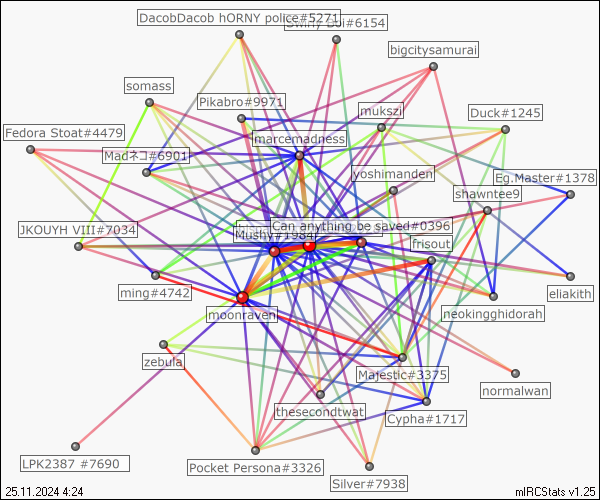 DacobDacob hORNY police#5271
Swiny Boi#6154
bigcitysamurai
somass
Pikabro#9971
mukszi
Duck#1245
Fedora Stoat#4479
marcemadness
Madネコ#6901
yoshimanden
Eg.Master#1378
shawntee9
JKOUYH VIII#7034
Mushy#1984
Can anything be saved#0396
frisout
ming#4742
moonraven
neokingghidorah
eliakith
zebula
Majestic#3375
normalwan
thesecondtwat
Cypha#1717
LPK2387 #7690
Pocket Persona#3326
Silver#7938
25.11.2024 4:24
mIRCStats v1.25